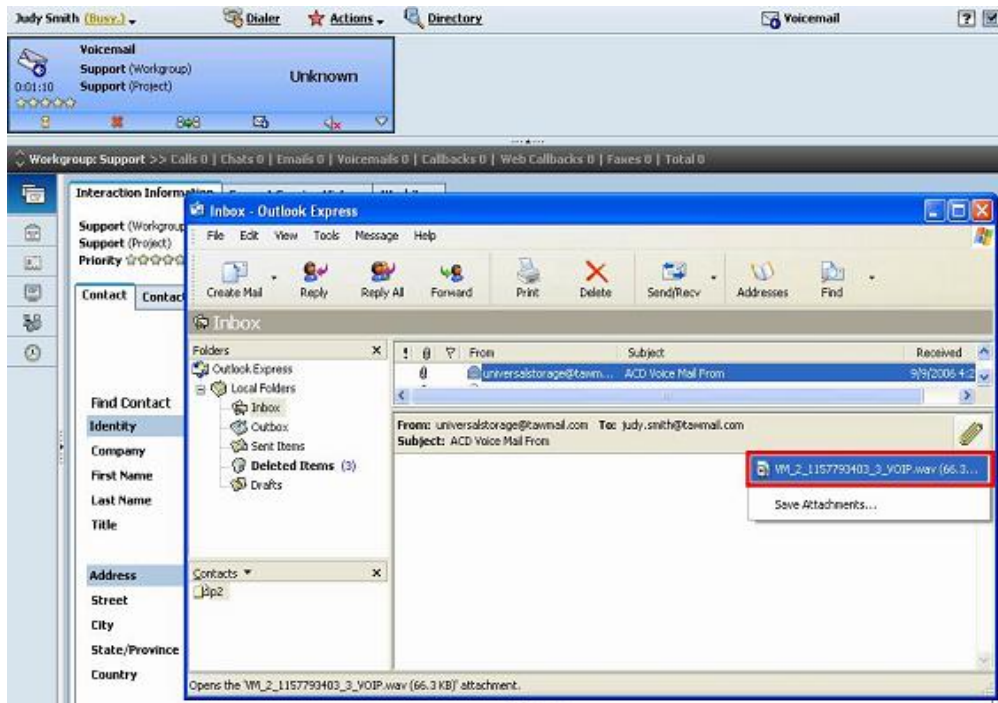 Judy Smith (Busy.)
Dialer
Actions
Directory
Voicemail
?
Voicemail
Support (Workgroup)
Support (Project)
Unknown
0:01:10
Workgroup: Support >> Calls 0 | Chats 0 | Emails 0 | Voicemails 0 | Callbacks 0 | Web Callbacks 0 | Faxes 0 | Total 0
Interaction Information
Support (Workgroup
Support (Project)
Priority
Contact
Contac
Find Contact
Identity
Company
First Name
Last Name
Title
Address
Street
City
State/Province
Country
Inbox - Outlook Express
File Edit View Tools Message Help
Create Mail
Reply
Reply All
Forward
Print
Delete
Send/Recv
Addresses
Find
Inbox
Folders
Outlook Express
Local Folders
Inbox
Outbox
Sent Items
Deleted Items (3)
Drafts
Contacts
dp2
! From Subject Received
universalstorage@tawm... ACD Voice Mail From 9/9/2006 4:2
From: universalstorage@tawmail.com To: judy.smith@tawmail.com
Subject: ACD Voice Mail From
VM_2_1157793403_3_VOIP.wav (66.3...
Save Attachments...
Opens the 'VM_2_1157793403_3_VOIP.wav (66.3 KB)' attachment.